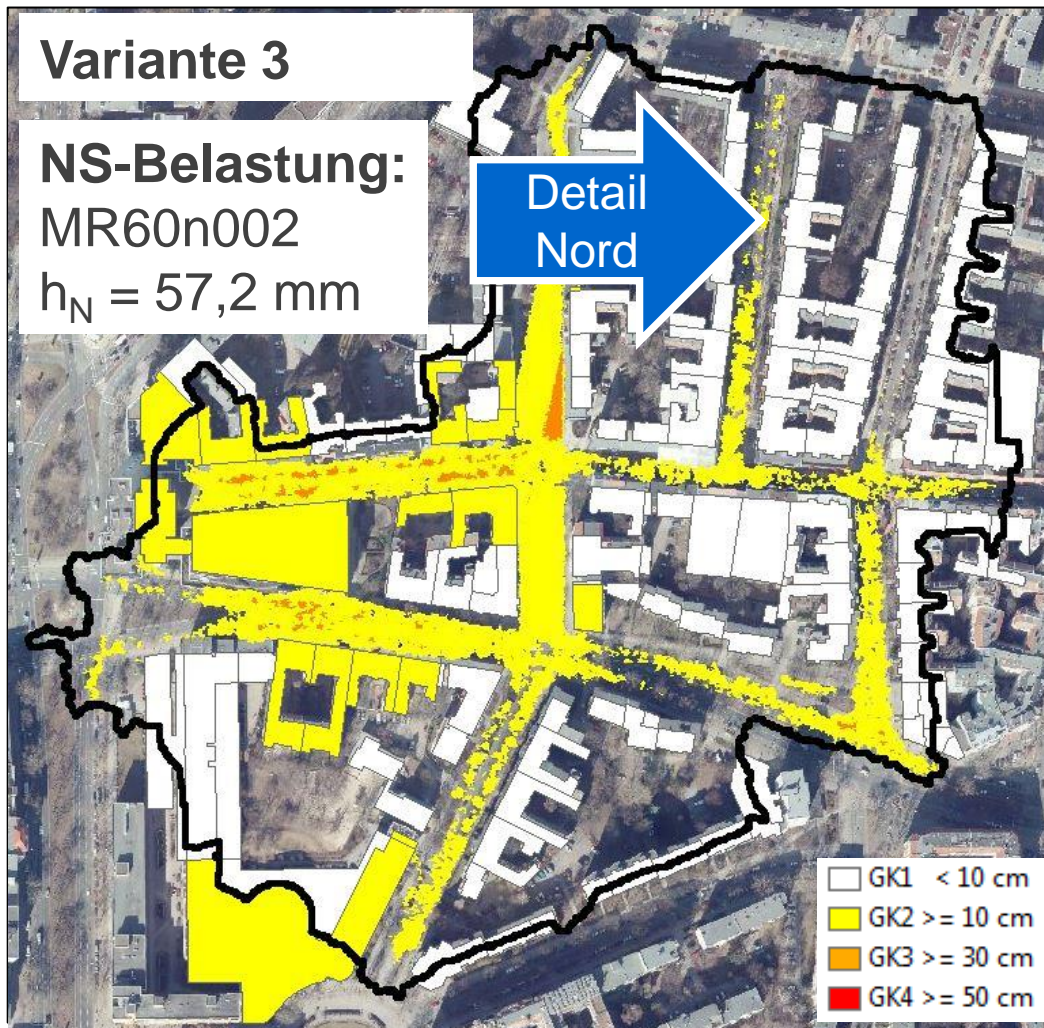 Variante 3
NS-Belastung:
MR60n002
h_N = 57,2 mm
Detail
Nord
GK1 < 10 cm
GK2 >= 10 cm
GK3 >= 30 cm
GK4 >= 50 cm